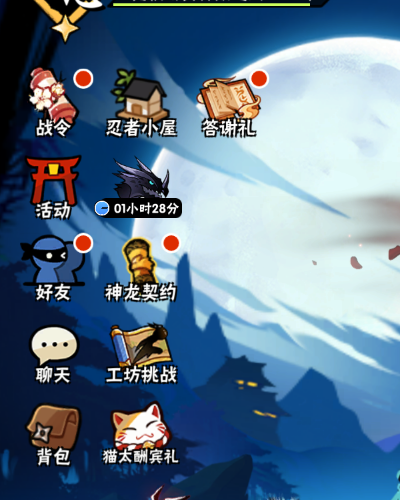 战令 忍者小屋 答谢礼
活动 01小时28分
好友 神龙契约
聊天 工坊挑战
背包 猫太酬宾礼